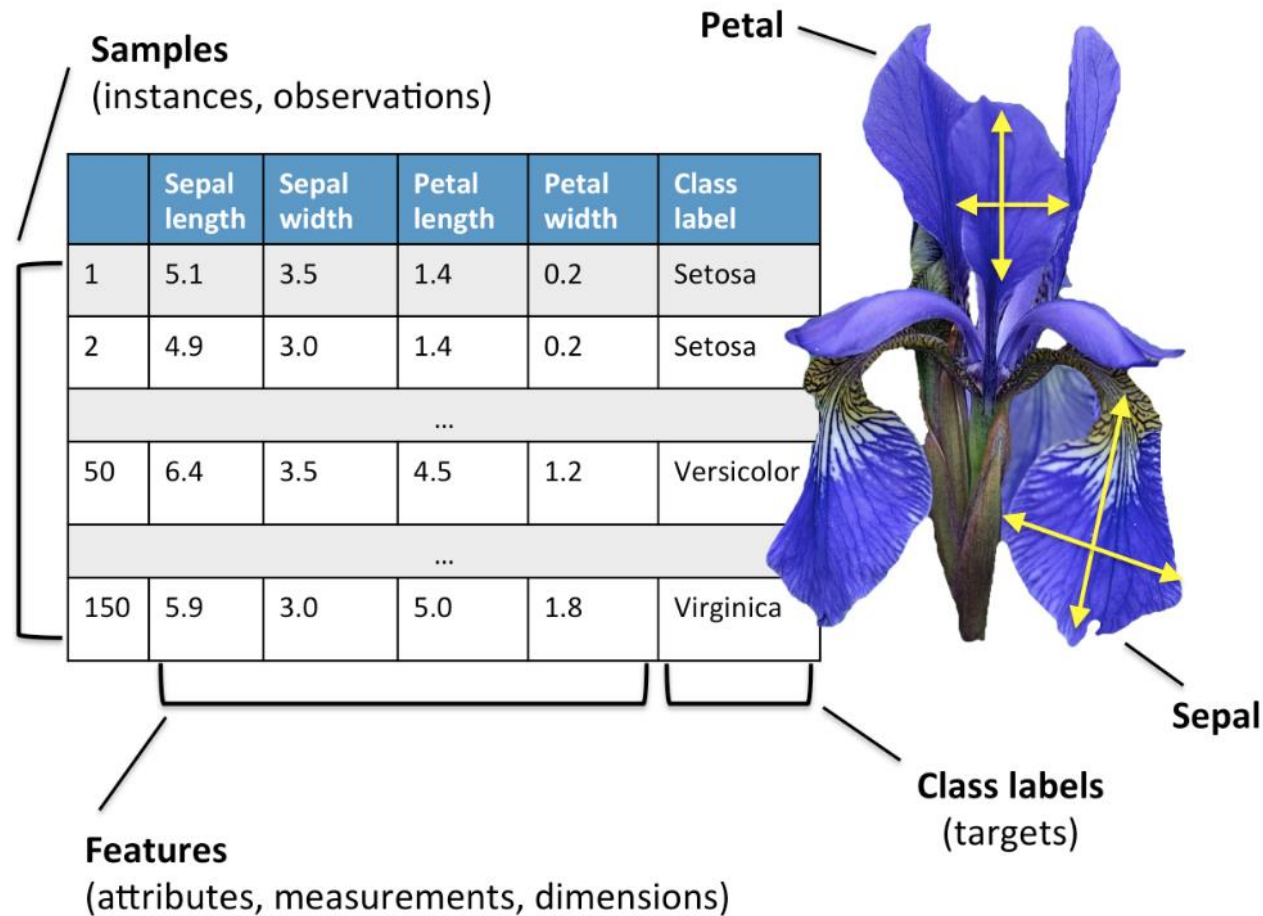 Samples
(instances, observations)
Petal
Sepal length Sepal width Petal length Petal width Class label
1 5.1 3.5 1.4 0.2 Setosa
2 4.9 3.0 1.4 0.2 Setosa
...
50 6.4 3.5 4.5 1.2 Versicolor
...
150 5.9 3.0 5.0 1.8 Virginica
Sepal
Class labels
(targets)
Features
(attributes, measurements, dimensions)